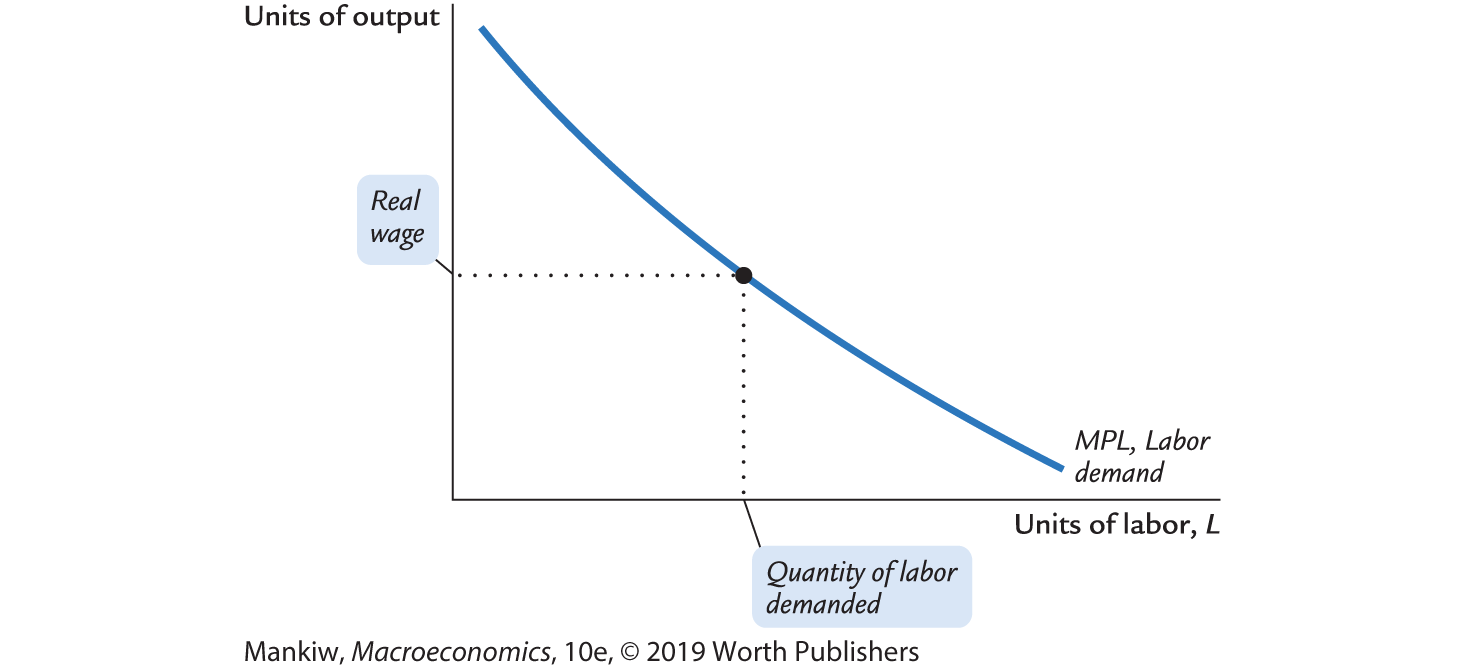 Units of output
Real
wage
MPL, Labor
demand
Units of labor, L
Quantity of labor
demanded
Mankiw, Macroeconomics, 10e, © 2019 Worth Publishers